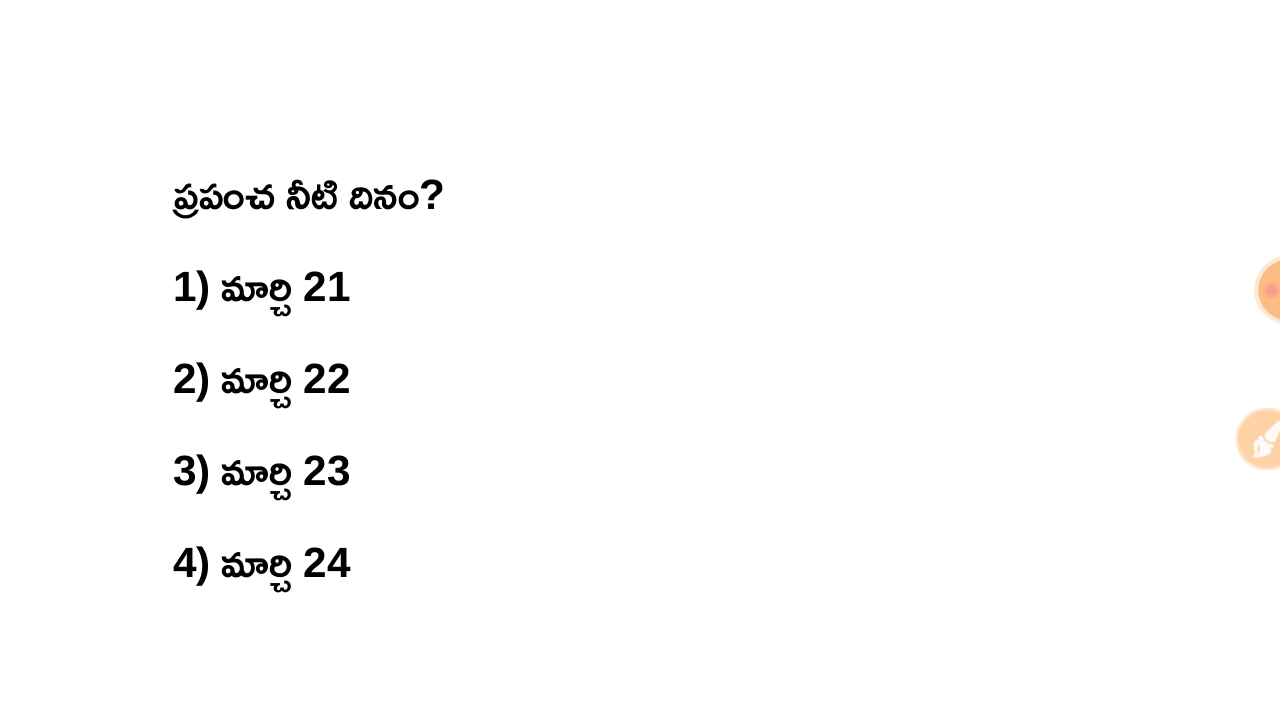 ప్రపంచ నీటి దినం?
1) మార్చి 21
2) మార్చి 22
3) మార్చి 23
4) మార్చి 24